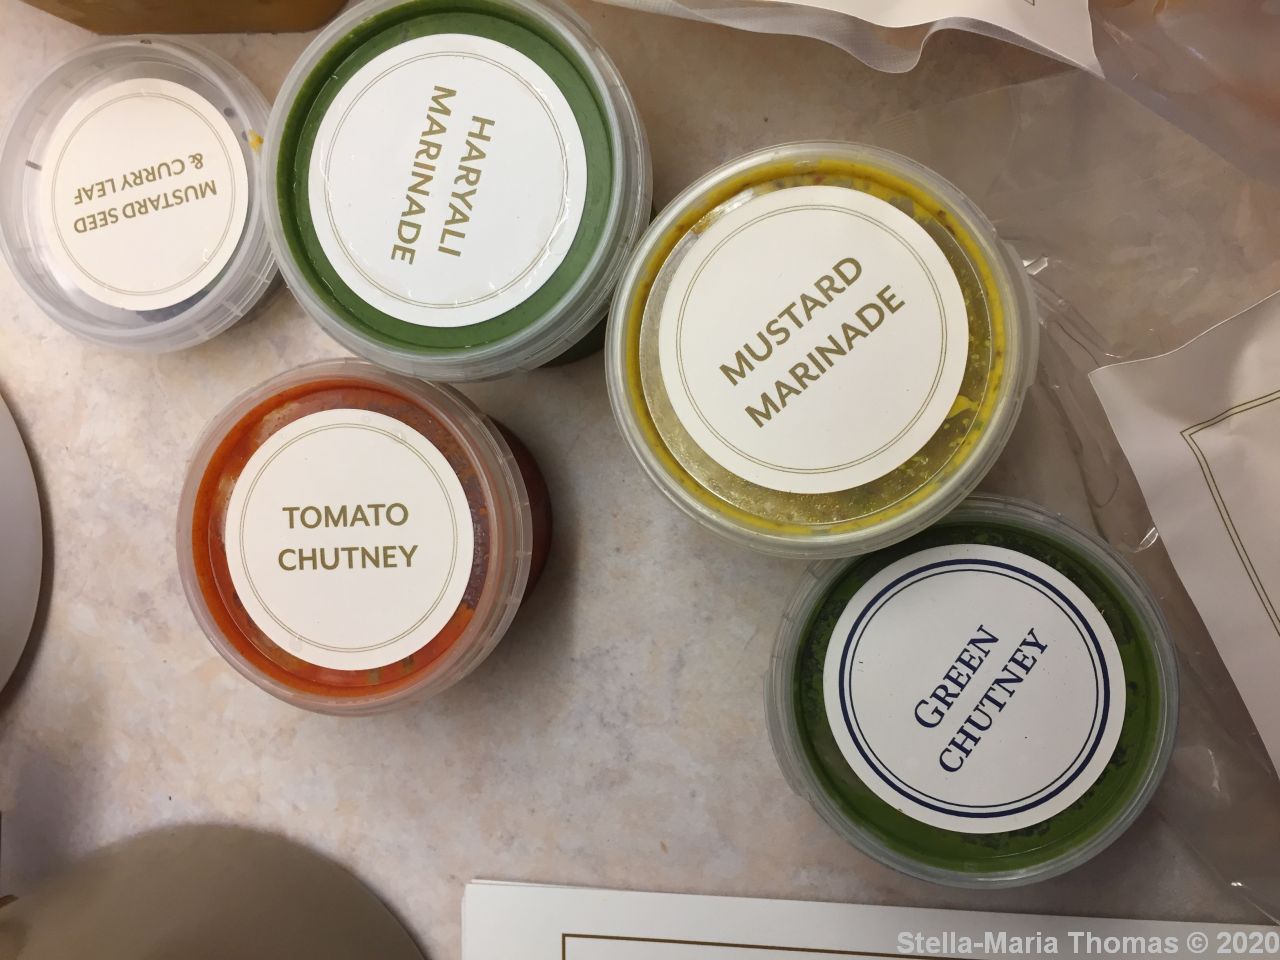 MUSTARD SEED
& CURRY LEAF
HARYALI
MARINADE
MUSTARD
MARINADE
TOMATO
CHUTNEY
GREEN
CHUTNEY
Stella-Maria Thomas © 2020